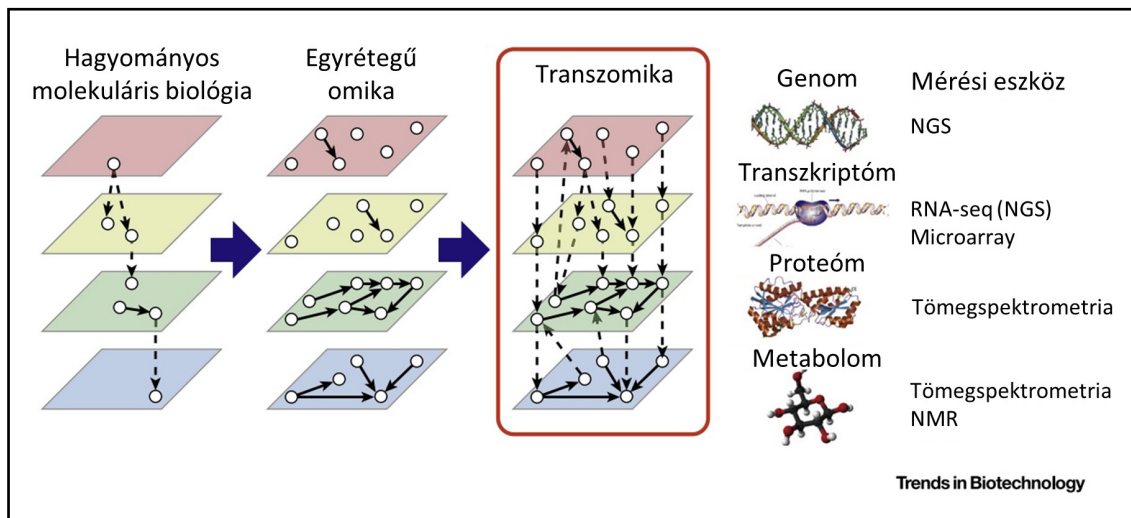 Hagyományos
molekuláris biológia
Egyrétegű
omika
Transzomika
Genom
Mérési eszköz
NGS
Transzkriptóm
RNA-seq (NGS)
Microarray
Proteóm
Tömegspektrometria
Metabolom
Tömegspektrometria
NMR
Trends in Biotechnology